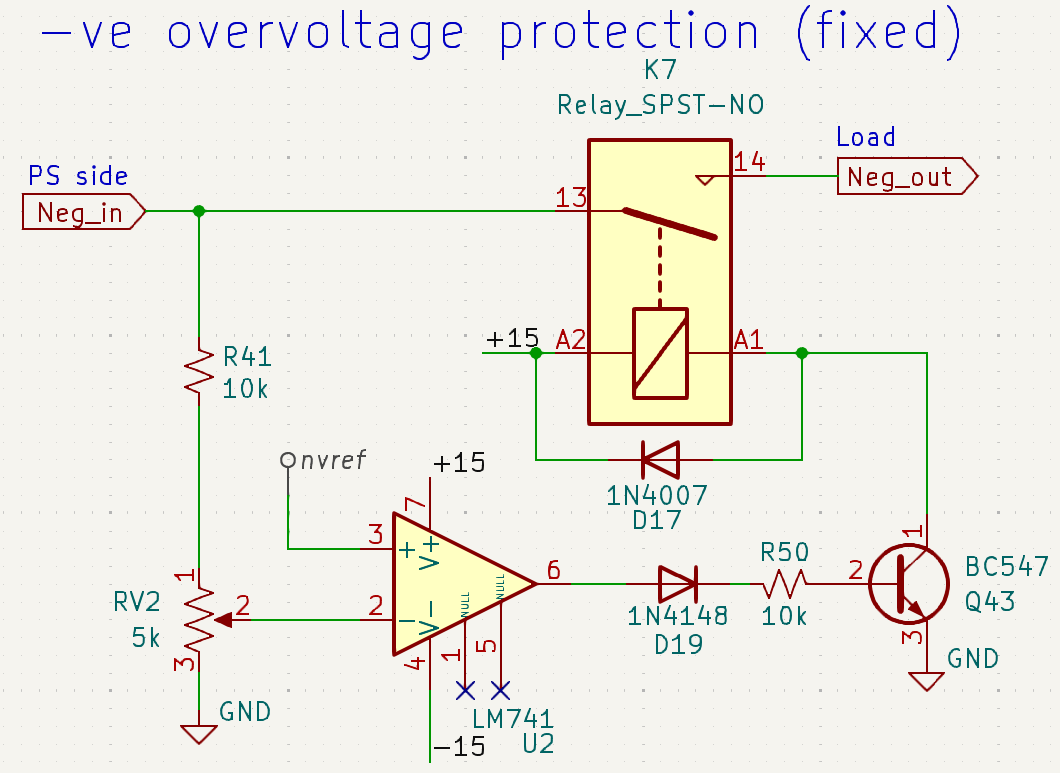 -ve overvoltage protection (fixed)
K7
Relay_SPST-NO
Load
14
Neg_out
PS side
Neg_in
13
+15
A2
A1
R41
10k
nvref
+15
1N4007
D17
7
3
+
V+
6
R50
2
1
BC547
Q43
1N4148
D19
10k
3
GND
RV2
5k
1
2
3
GND
2
-
V-
NULL
NULL
4
1
5
LM741
U2
-15